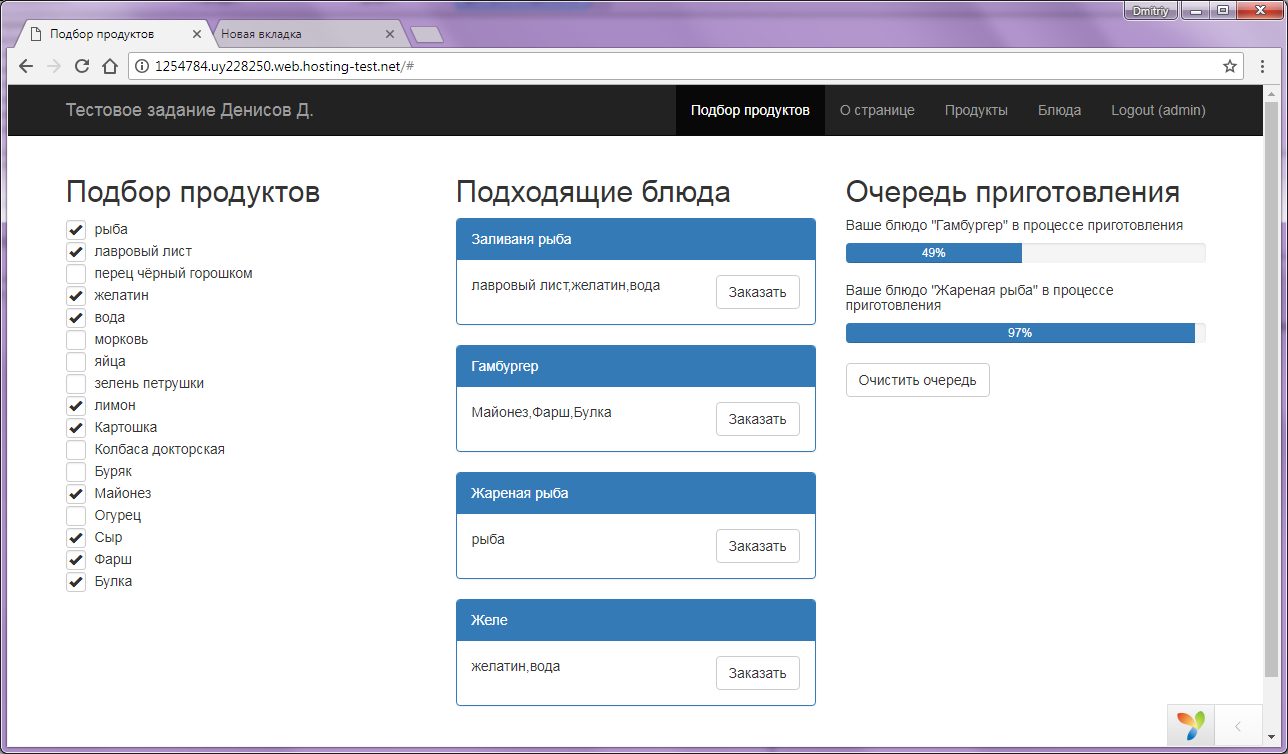 Dmitriy
Подбор продуктов
Новая вкладка
1254784.uy228250.web.hosting-test.net/#
Тестовое задание Денисов Д.
Подбор продуктов
О странице
Продукты
Блюда
Logout (admin)
Подбор продуктов
рыба
лавровый лист
перец чёрный горошком
желатин
вода
морковь
яйца
зелень петрушки
лимон
Картошка
Колбаса докторская
Буряк
Майонез
Огурец
Сыр
Фарш
Булка
Подходящие блюда
Заливаня рыба
лавровый лист,желатин,вода
Заказать
Гамбургер
Майонез,Фарш,Булка
Заказать
Жареная рыба
рыба
Заказать
Желе
желатин,вода
Заказать
Очередь приготовления
Ваше блюдо "Гамбургер" в процессе приготовления
49%
Ваше блюдо "Жареная рыба" в процессе
приготовления
97%
Очистить очередь